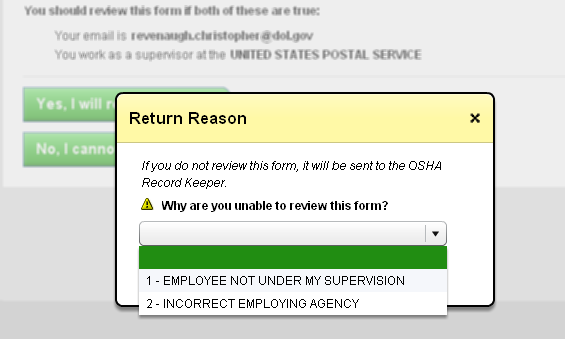 You should review this form if both of these are true:
Your email is revenaugh.christopher@dol.gov
You work as a supervisor at the UNITED STATES POSTAL SERVICE
Yes, I will r
No, I canno
Return Reason
If you do not review this form, it will be sent to the OSHA
Record Keeper.
Why are you unable to review this form?
1 - EMPLOYEE NOT UNDER MY SUPERVISION
2 - INCORRECT EMPLOYING AGENCY